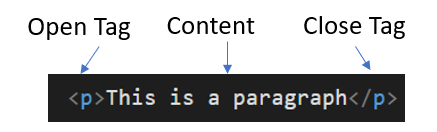 Open Tag Content Close Tag
<p>This is a paragraph</p>